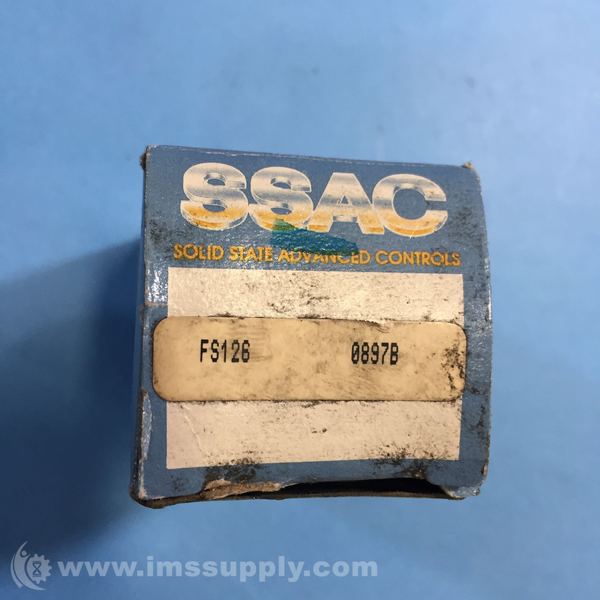 SSAC
SOLID STATE ADVANCED CONTROLS
FS126 0897B
www.imssupply.com